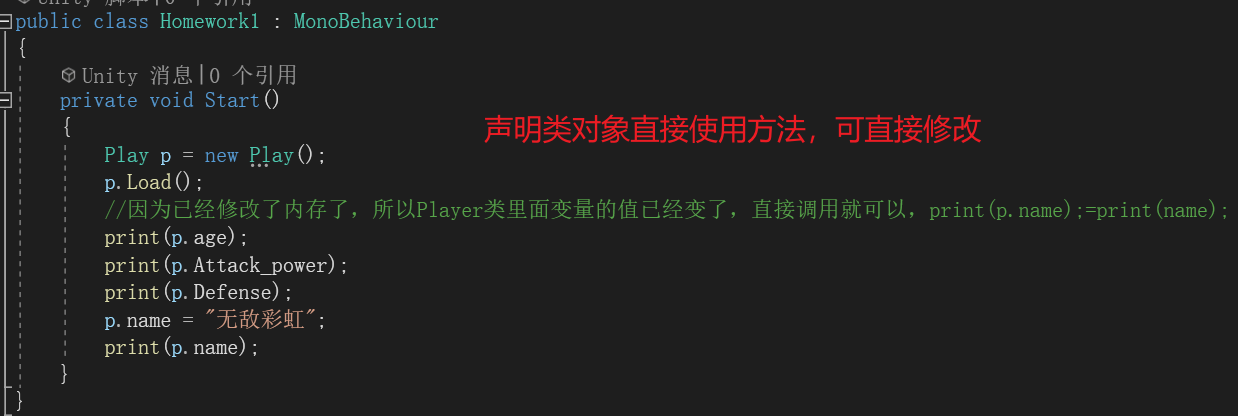 Unity 脚本|0 个引用
public class Homework1 : MonoBehaviour
{
Unity 消息|0 个引用
private void Start()
{
声明类对象直接使用方法，可直接修改
Play p = new Play();
p.Load();
//因为已经修改了内存了，所以Player类里面变量的值已经变了，直接调用就可以，print(p.name);=print(name);
print(p.age);
print(p.Attack_power);
print(p.Defense);
p.name = "无敌彩虹";
print(p.name);
}
}